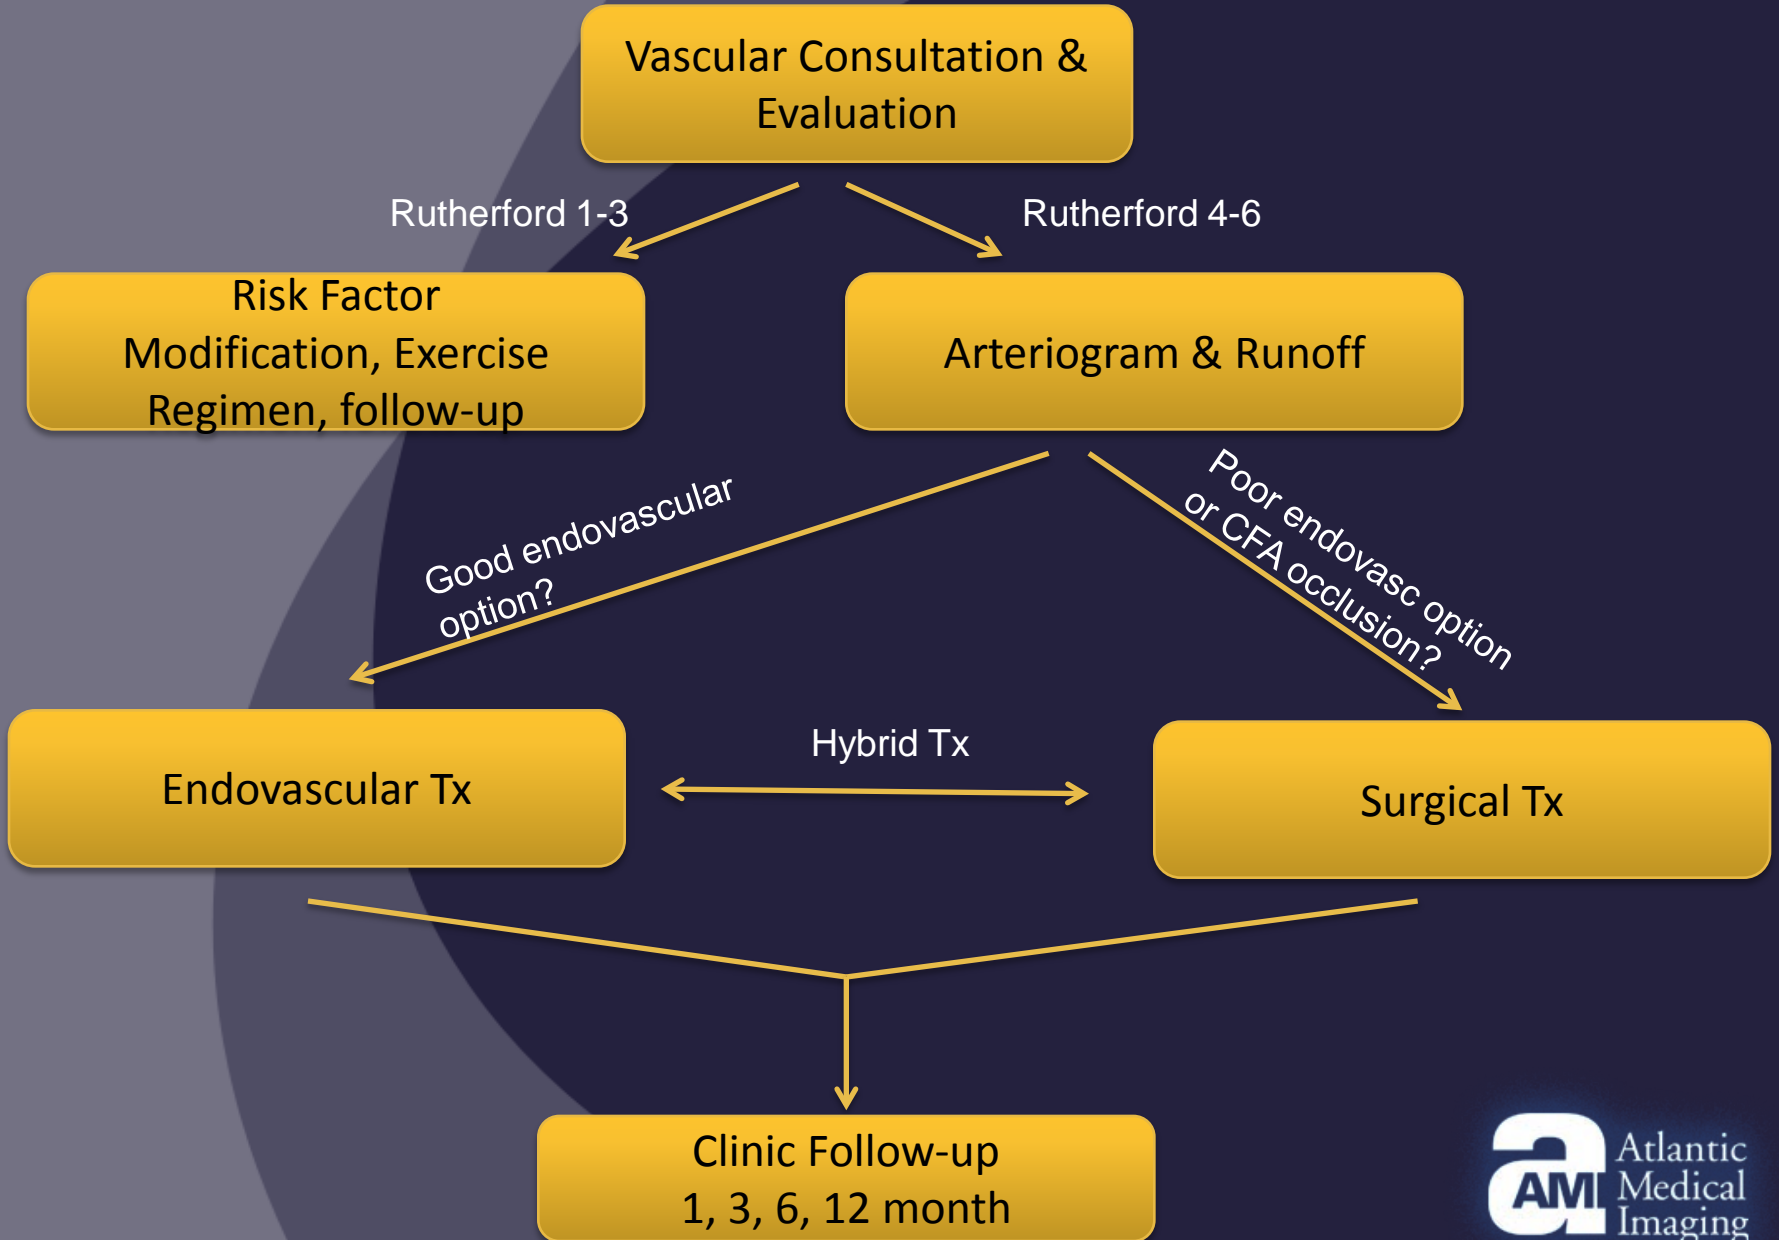 Vascular Consultation &
Evaluation
Rutherford 1-3
Rutherford 4-6
Risk Factor
Modification, Exercise
Regimen, follow-up
Arteriogram & Runoff
Good endovascular
option?
Poor endovasc option
or CFA occlusion?
Endovascular Tx
Hybrid Tx
Surgical Tx
Clinic Follow-up
1, 3, 6, 12 month
a
AMI
Atlantic
Medical
Imaging